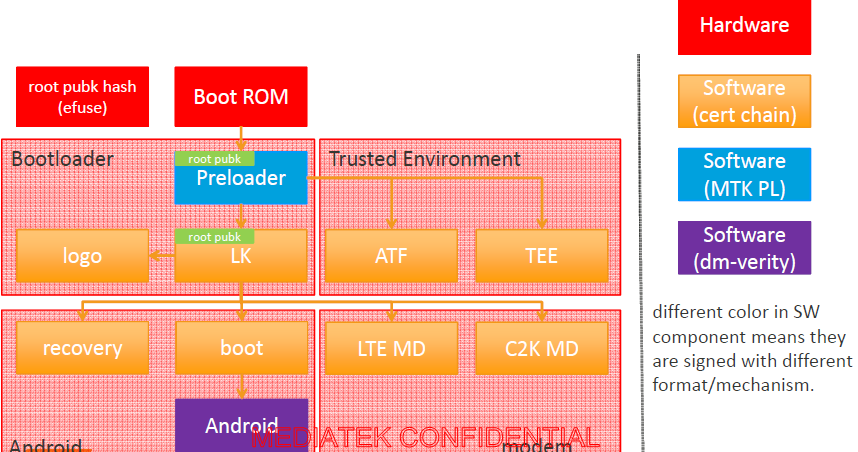 Hardware
root pubk hash
(efuse)
Boot ROM
Software
(cert chain)
Bootloader
root pubk
Preloader
Trusted Environment
Software
(MTK PL)
logo
root pubk
LK
ATF
TEE
Software
(dm-verity)
recovery
boot
LTE MD
C2K MD
different color in SW
component means they
are signed with different
format/mechanism.
Android
MEDIATEK CONFIDENTIAL
Android
modem